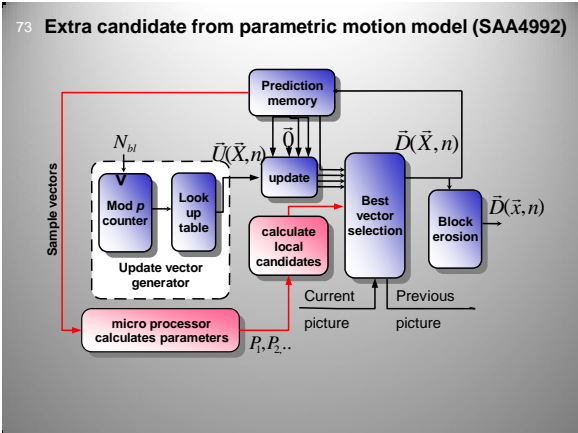 73 Extra candidate from parametric motion model (SAA4992)
Prediction
memory
N_bl
U⃗(X⃗,n)
0⃗
D⃗(X⃗,n)
Sample vectors
Mod p
counter
Look
up
table
update
Best
vector
selection
Block
erosion
D⃗(x⃗,n)
Update vector
generator
calculate
local
candidates
Current
picture
Previous
picture
micro processor
calculates parameters
P₁,P₂,..